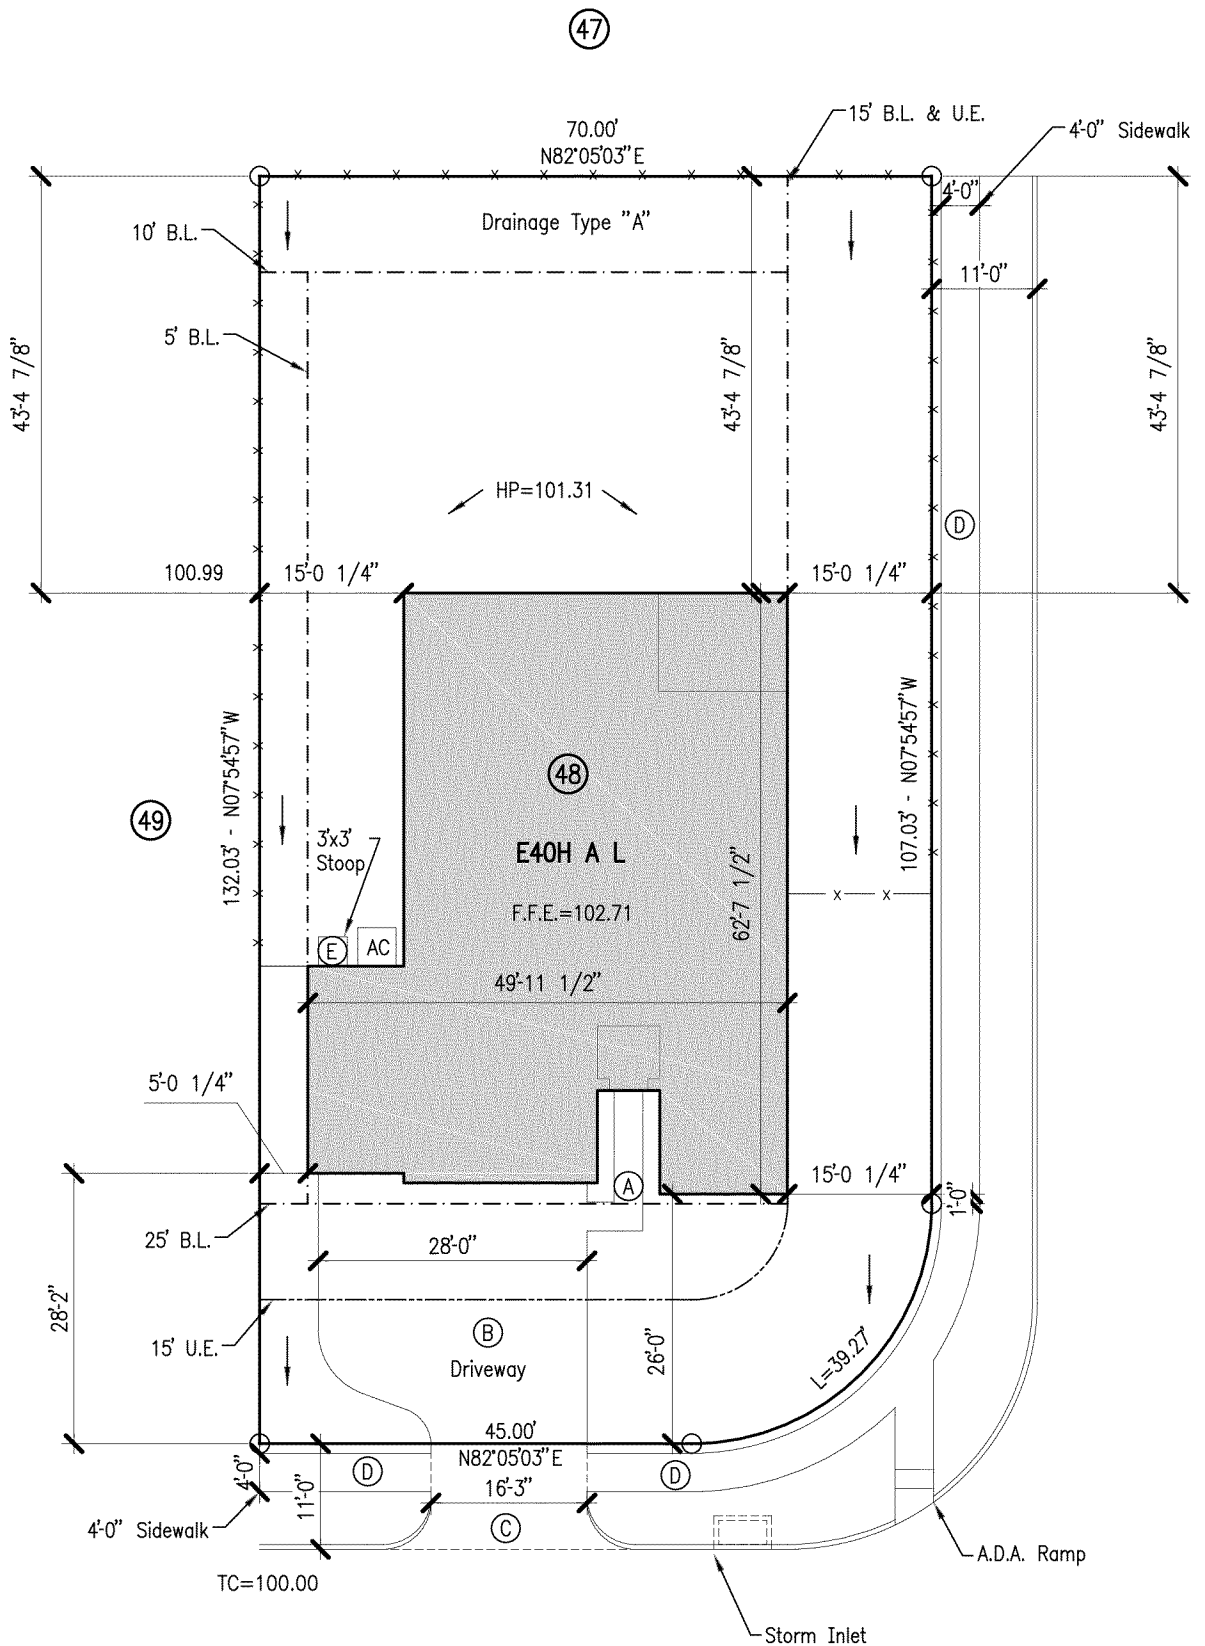 47
15' B.L. & U.E.
70.00'
N82°05'03"E
4'-0" Sidewalk
4'-0"
Drainage Type "A"
10' B.L.
11'-0"
5' B.L.
43'-4 7/8"
43'-4 7/8"
43'-4 7/8"
HP=101.31
D
100.99
15'-0 1/4"
15'-0 1/4"
132.03' - N07°54'57"W
107.03' - N07°54'57"W
48
49
3'x3'
Stoop
E40H A L
62'-7 1/2"
F.F.E.=102.71
E
AC
49'-11 1/2"
5'-0 1/4"
15'-0 1/4"
A
1'-0"
25' B.L.
28'-0"
28'-2"
15' U.E.
B
Driveway
26'-0"
L=39.27'
45.00'
N82°05'03"E
4'-0"
D
D
11'-0"
16'-3"
4'-0" Sidewalk
C
A.D.A. Ramp
TC=100.00
Storm Inlet